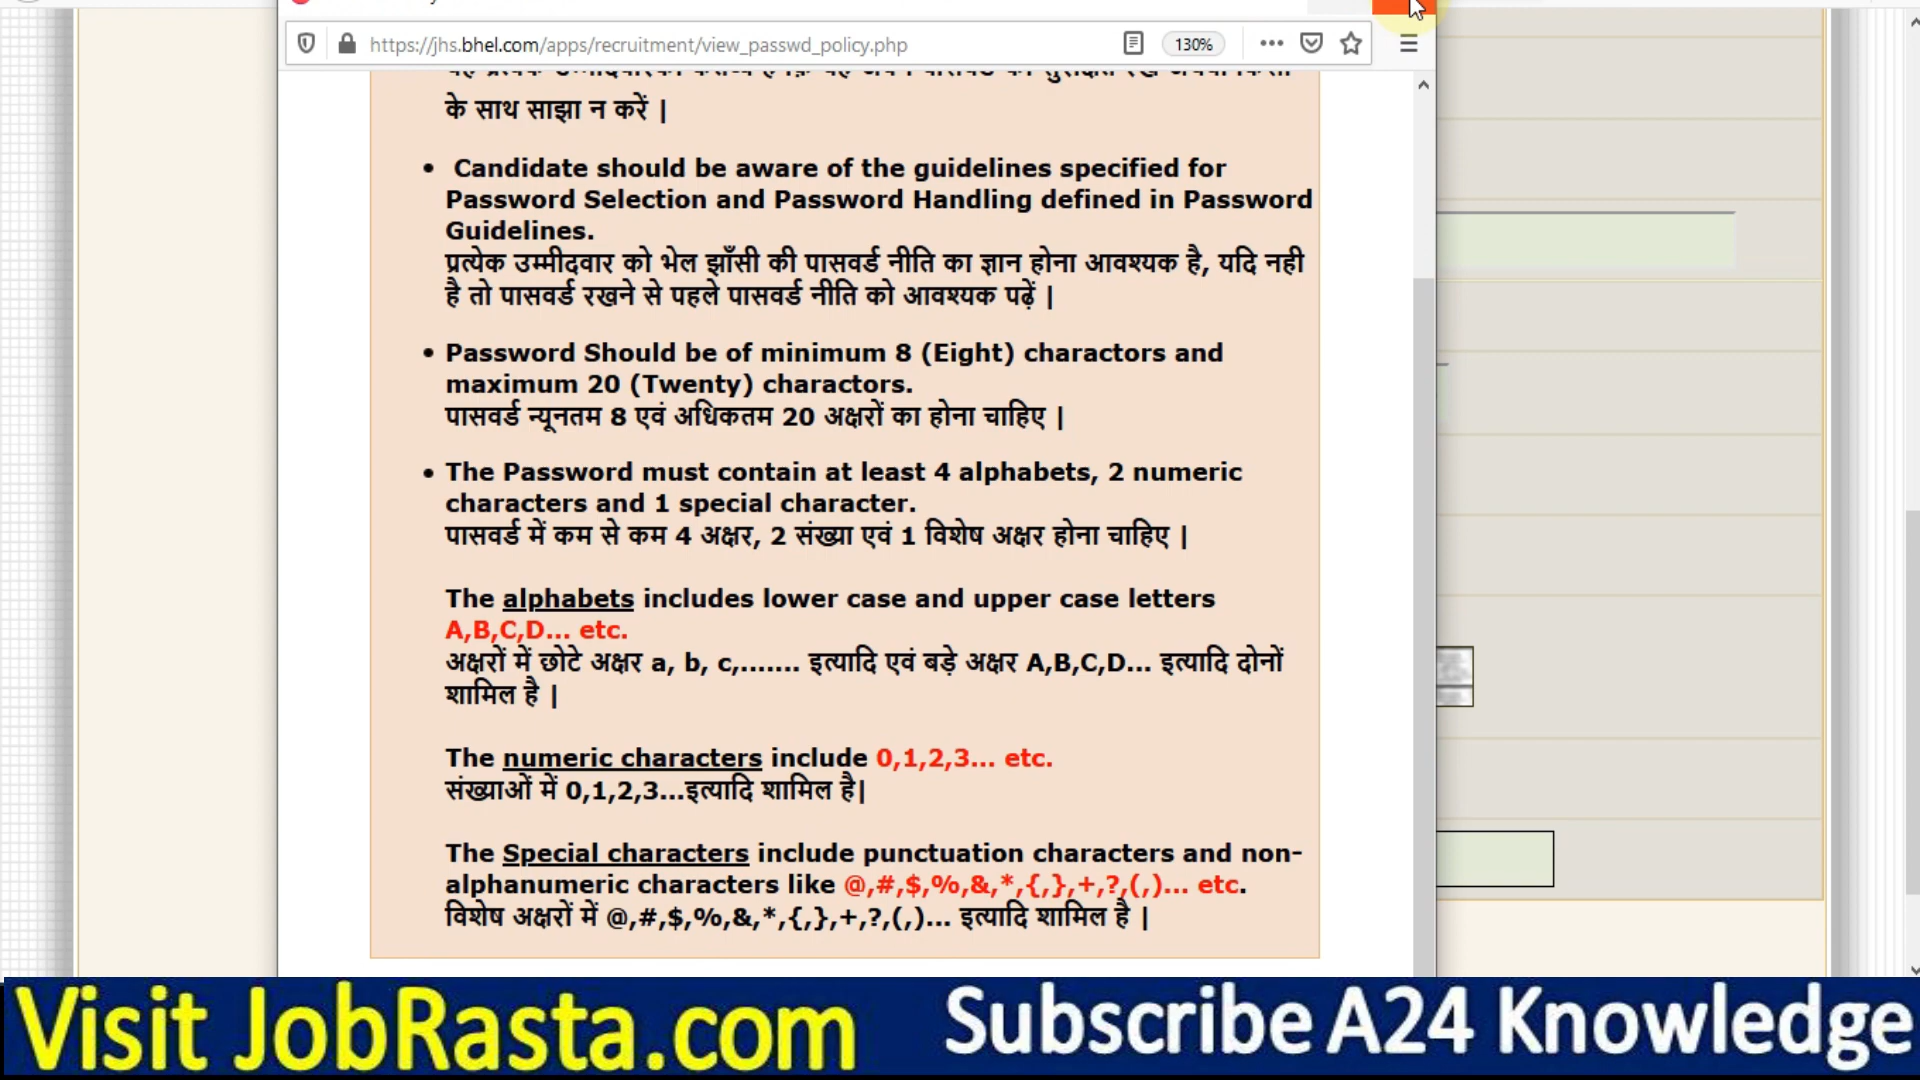 https://jhs.bhel.com/apps/recruitment/view_passwd_policy.php
130%
के साथ साझा न करें |
• Candidate should be aware of the guidelines specified for
Password Selection and Password Handling defined in Password
Guidelines.
प्रत्येक उम्मीदवार को भेल झाँसी की पासवर्ड नीति का ज्ञान होना आवश्यक है, यदि नही
है तो पासवर्ड रखने से पहले पासवर्ड नीति को आवश्यक पढ़ें |
• Password Should be of minimum 8 (Eight) charactors and
maximum 20 (Twenty) charactors.
पासवर्ड न्यूनतम 8 एवं अधिकतम 20 अक्षरों का होना चाहिए |
• The Password must contain at least 4 alphabets, 2 numeric
characters and 1 special character.
पासवर्ड में कम से कम 4 अक्षर, 2 संख्या एवं 1 विशेष अक्षर होना चाहिए |
The alphabets includes lower case and upper case letters
A,B,C,D... etc.
अक्षरों में छोटे अक्षर a, b, c,....... इत्यादि एवं बड़े अक्षर A,B,C,D... इत्यादि दोनों
शामिल है |
The numeric characters include 0,1,2,3... etc.
संख्याओं में 0,1,2,3...इत्यादि शामिल है|
The Special characters include punctuation characters and non-
alphanumeric characters like @,#,$,%,&,*,{,},+,?,(,)... etc.
विशेष अक्षरों में @,#,$,%,&,*,{,},+,?,(,)... इत्यादि शामिल है |
Visit JobRasta.com
Subscribe A24 Knowledge